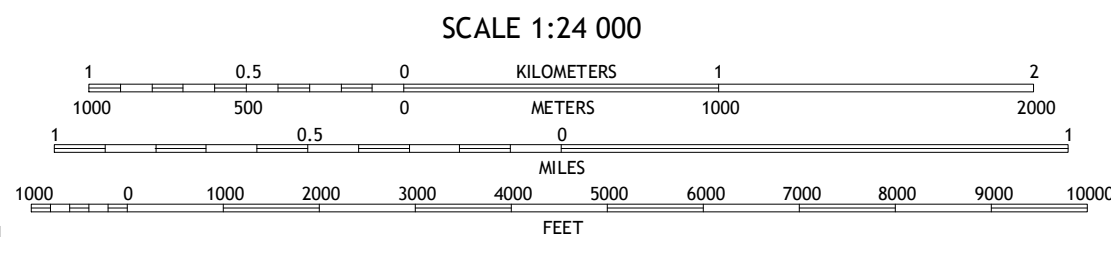 SCALE 1:24 000
1 0.5 0 KILOMETERS 1 2
1000 500 0 METERS 1000 2000
1 0.5 0 1
MILES
1000 0 1000 2000 3000 4000 5000 6000 7000 8000 9000 10000
FEET